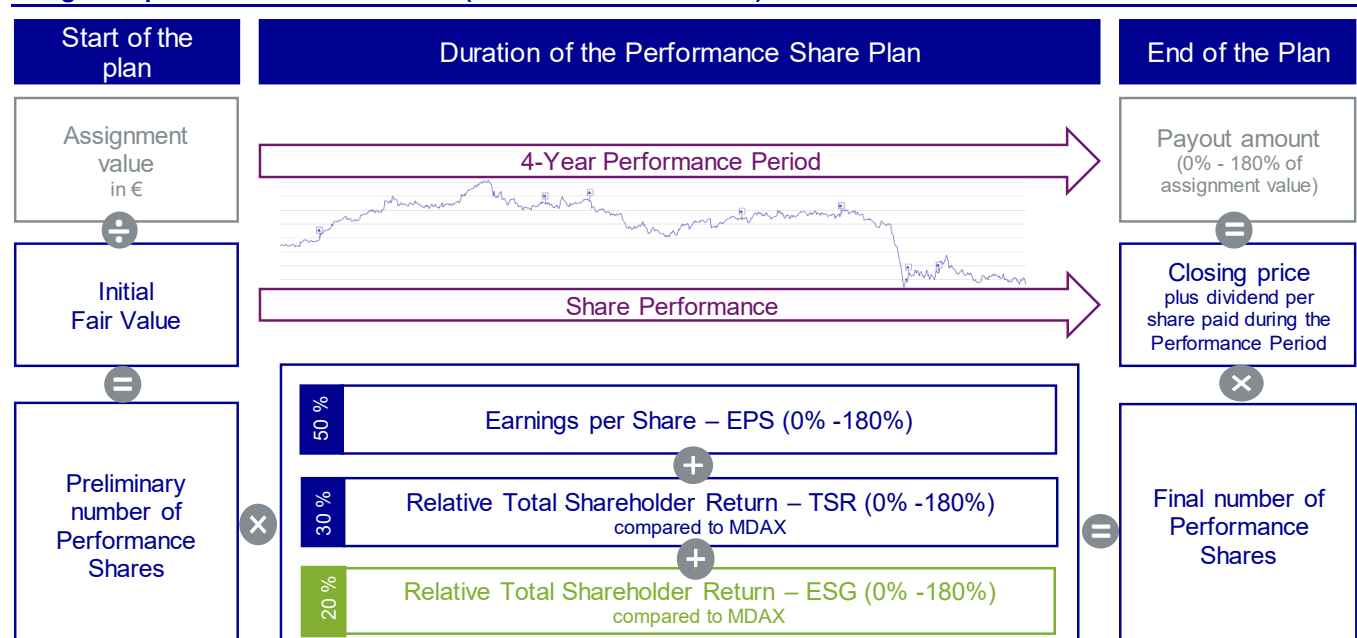 Start of the
plan
Duration of the Performance Share Plan
End of the Plan
Assignment
value
in €
÷
Initial
Fair Value
=
Preliminary
number of
Performance
Shares
×
4-Year Performance Period
Share Performance
50 %
Earnings per Share – EPS (0% -180%)
+
30 %
Relative Total Shareholder Return – TSR (0% -180%)
compared to MDAX
+
20 %
Relative Total Shareholder Return – ESG (0% -180%)
compared to MDAX
=
Payout amount
(0% - 180% of
assignment value)
=
Closing price
plus dividend per
share paid during the
Performance Period
×
Final number of
Performance
Shares